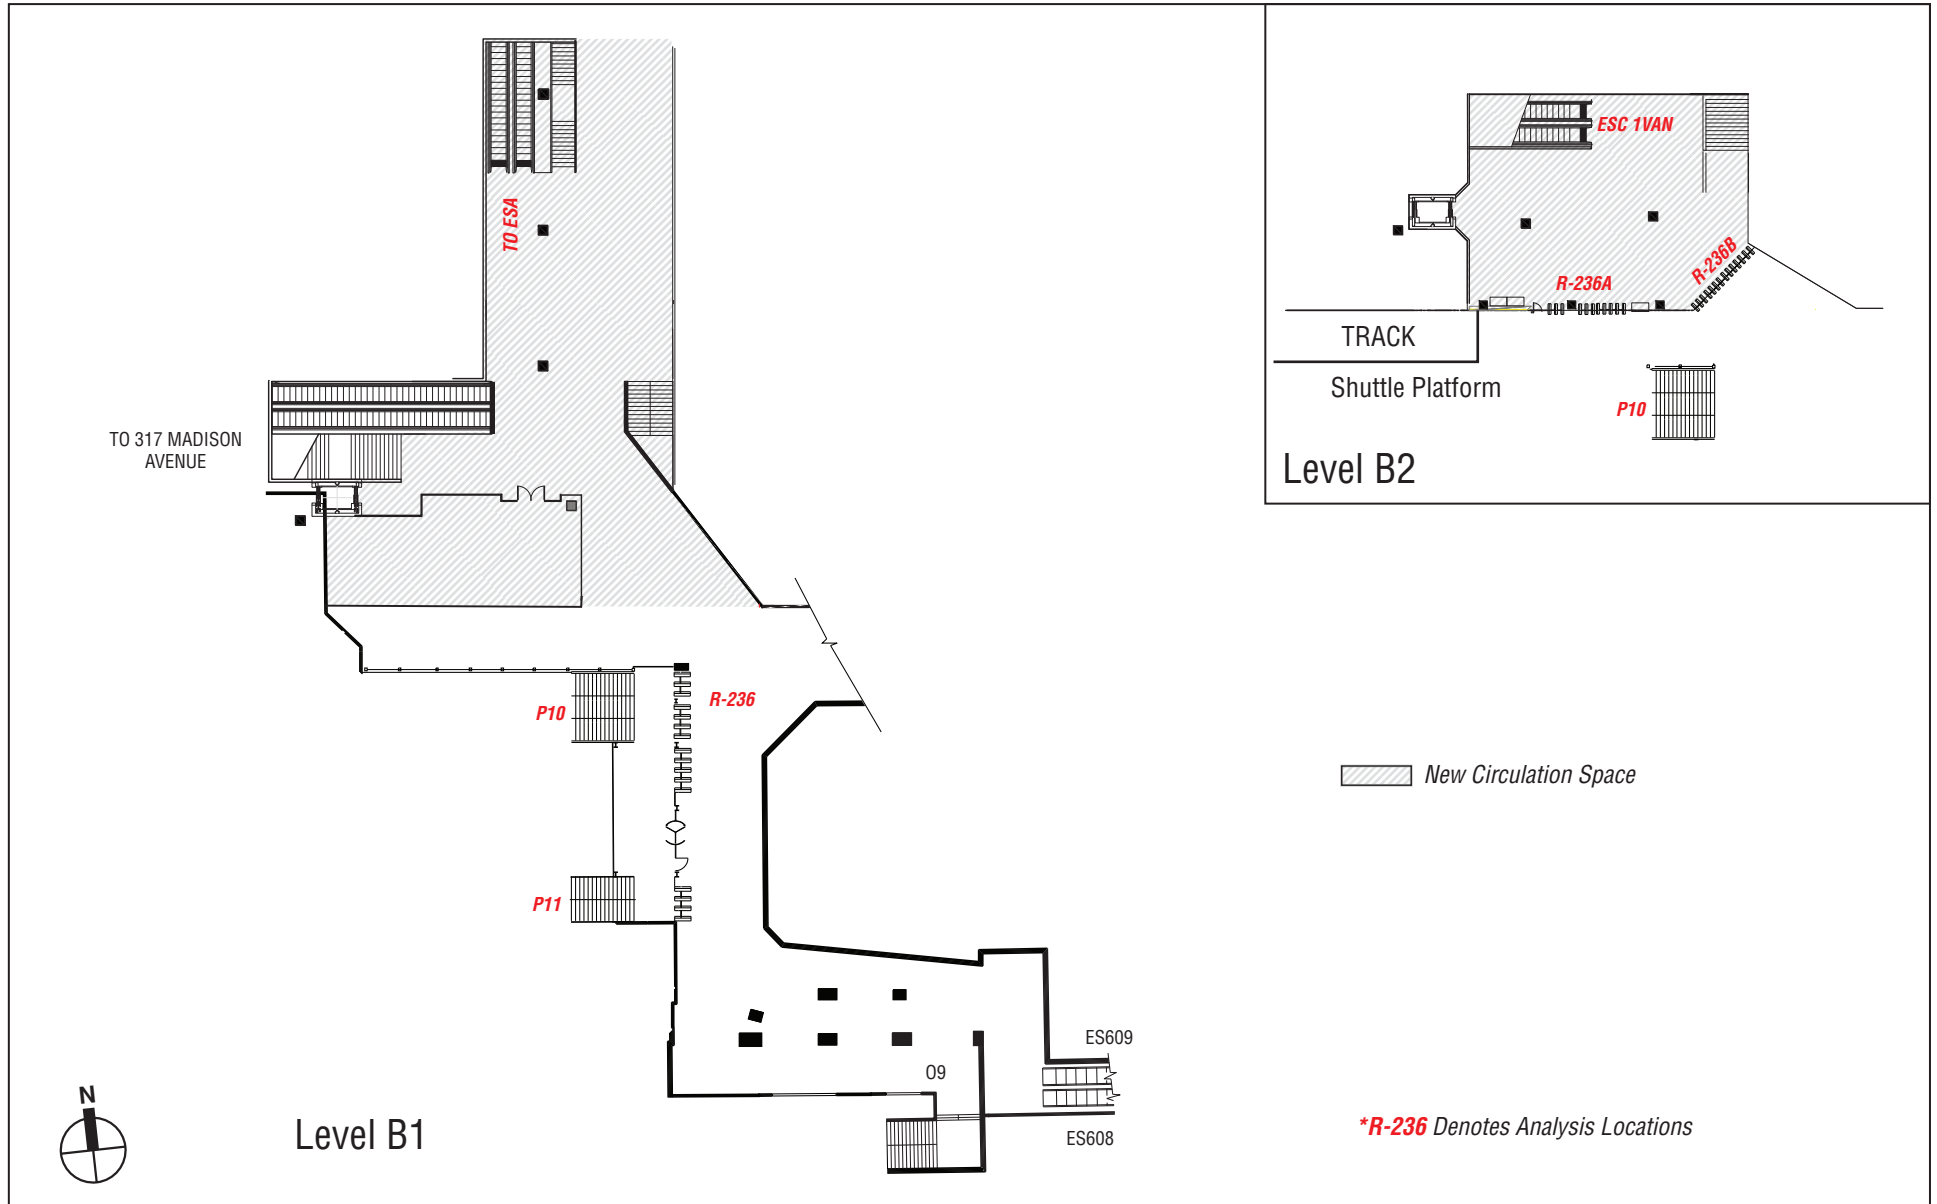 TO ESA
TO 317 MADISON
AVENUE
P10
R-236
P11
O9
ES609
ES608
N
Level B1
ESC 1VAN
R-236B
R-236A
TRACK
Shuttle Platform
P10
Level B2
New Circulation Space
*R-236 Denotes Analysis Locations